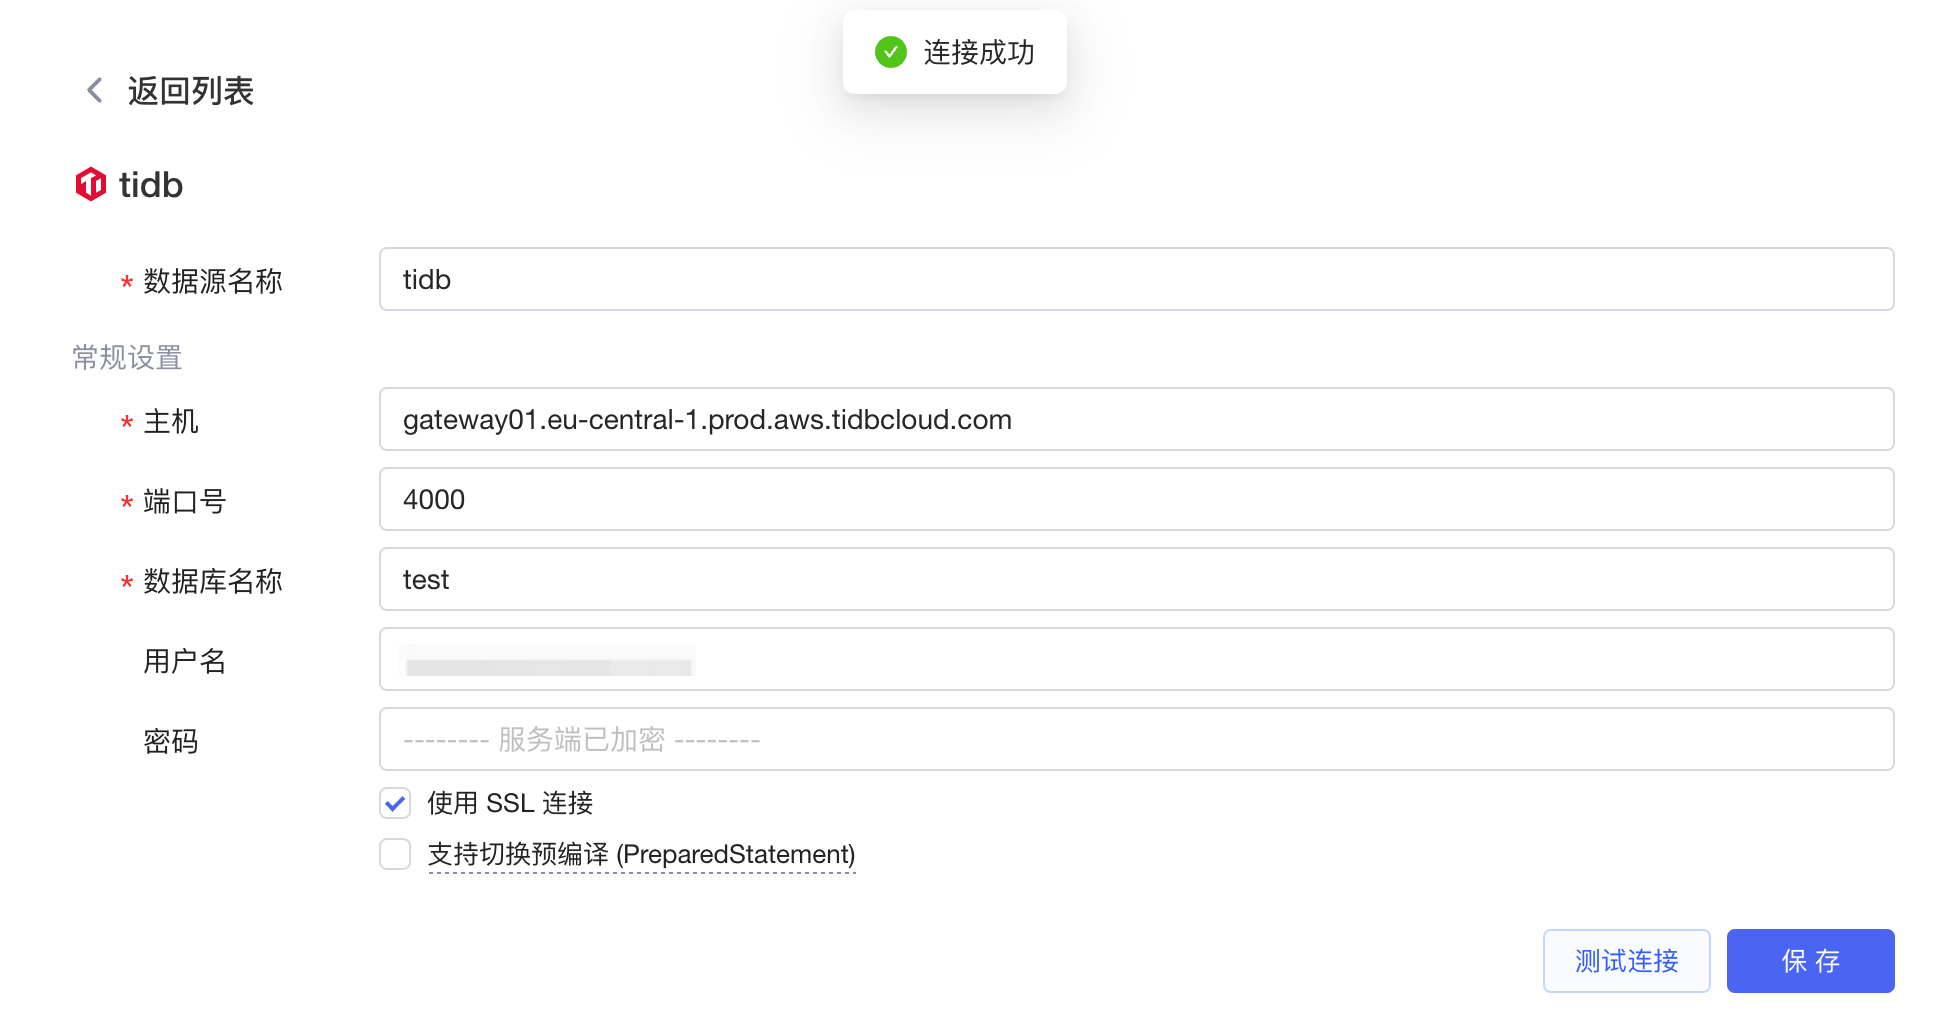 连接成功
返回列表
tidb
* 数据源名称 tidb
常规设置
* 主机 gateway01.eu-central-1.prod.aws.tidbcloud.com
* 端口号 4000
* 数据库名称 test
用户名
密码 -------- 服务端已加密 --------
使用 SSL 连接
支持切换预编译 (PreparedStatement)
测试连接 保 存